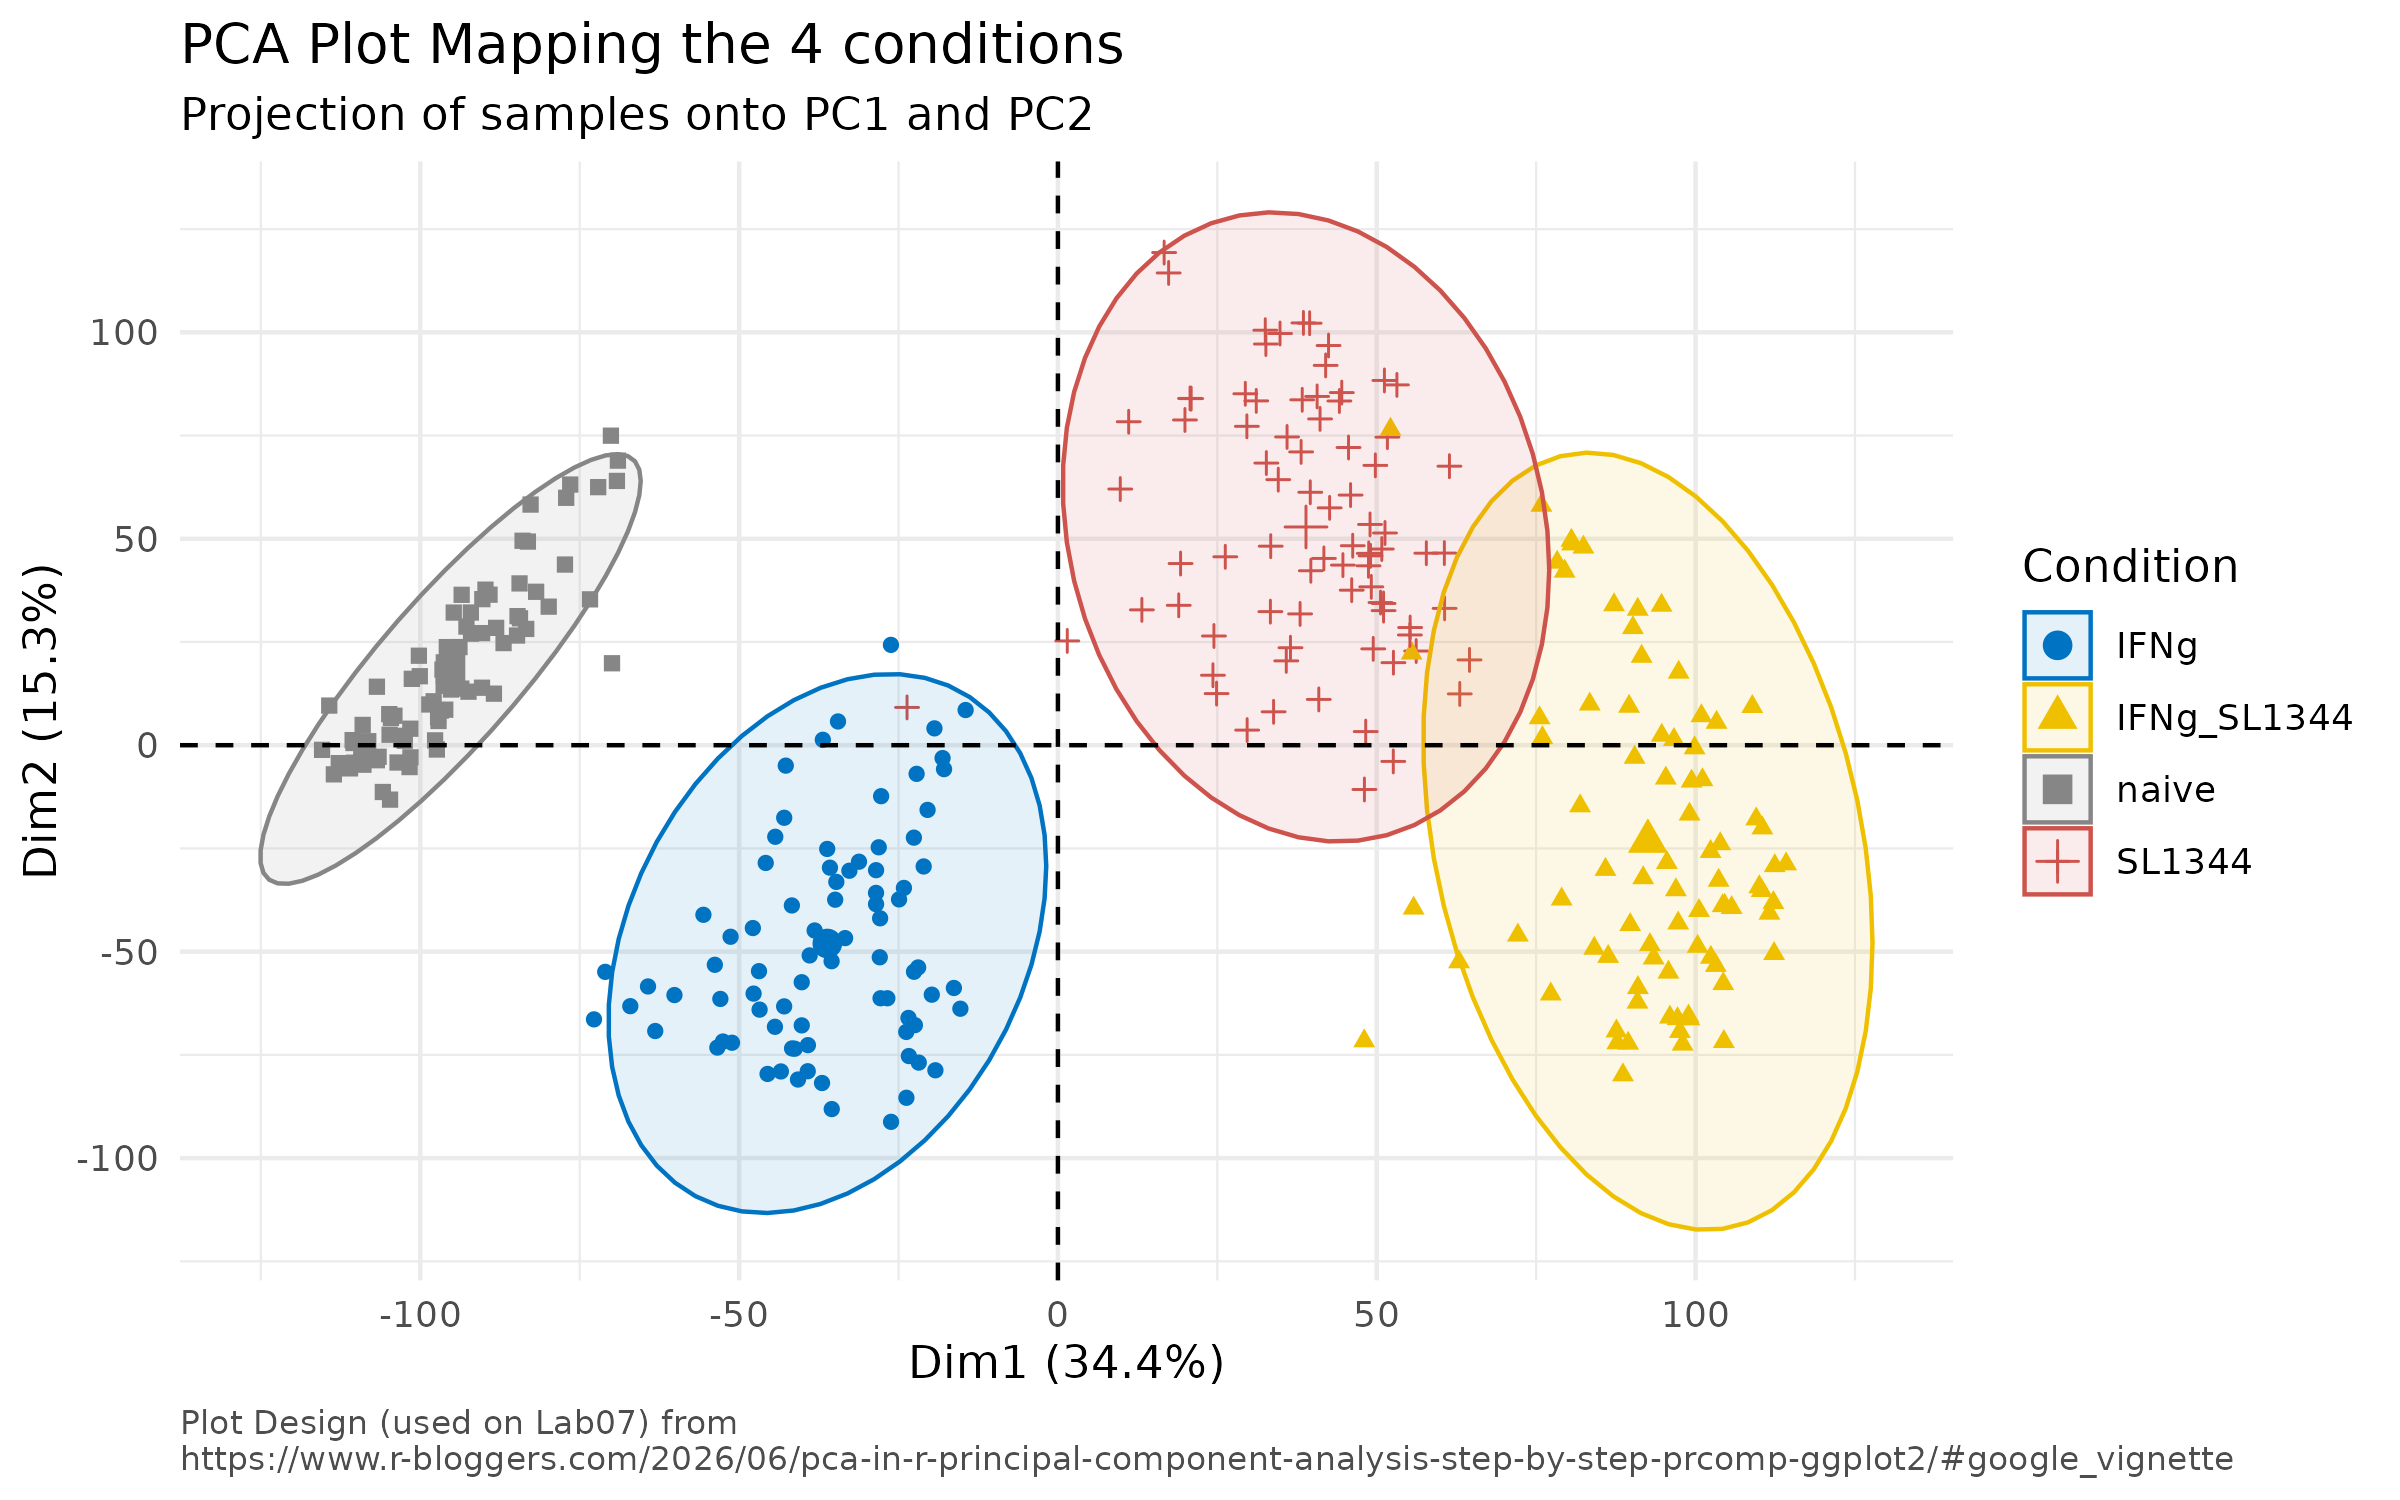 PCA Plot Mapping the 4 conditions
Projection of samples onto PC1 and PC2
Dim2 (15.3%)
100
50
0
-50
-100
-100
-50
0
50
100
Dim1 (34.4%)
Condition
IFNg
IFNg_SL1344
naive
SL1344
Plot Design (used on Lab07) from
https://www.r-bloggers.com/2026/06/pca-in-r-principal-component-analysis-step-by-step-prcomp-ggplot2/#google_vignette